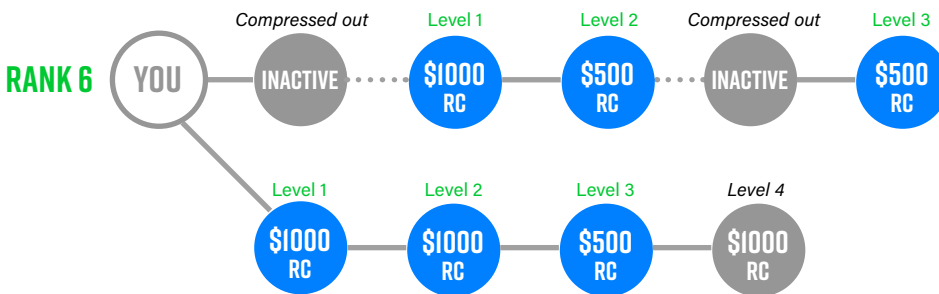 Compressed out
Level 1
Level 2
Compressed out
Level 3
RANK 6
YOU
INACTIVE
$1000
RC
$500
RC
INACTIVE
$500
RC
Level 1
Level 2
Level 3
Level 4
$1000
RC
$1000
RC
$500
RC
$1000
RC